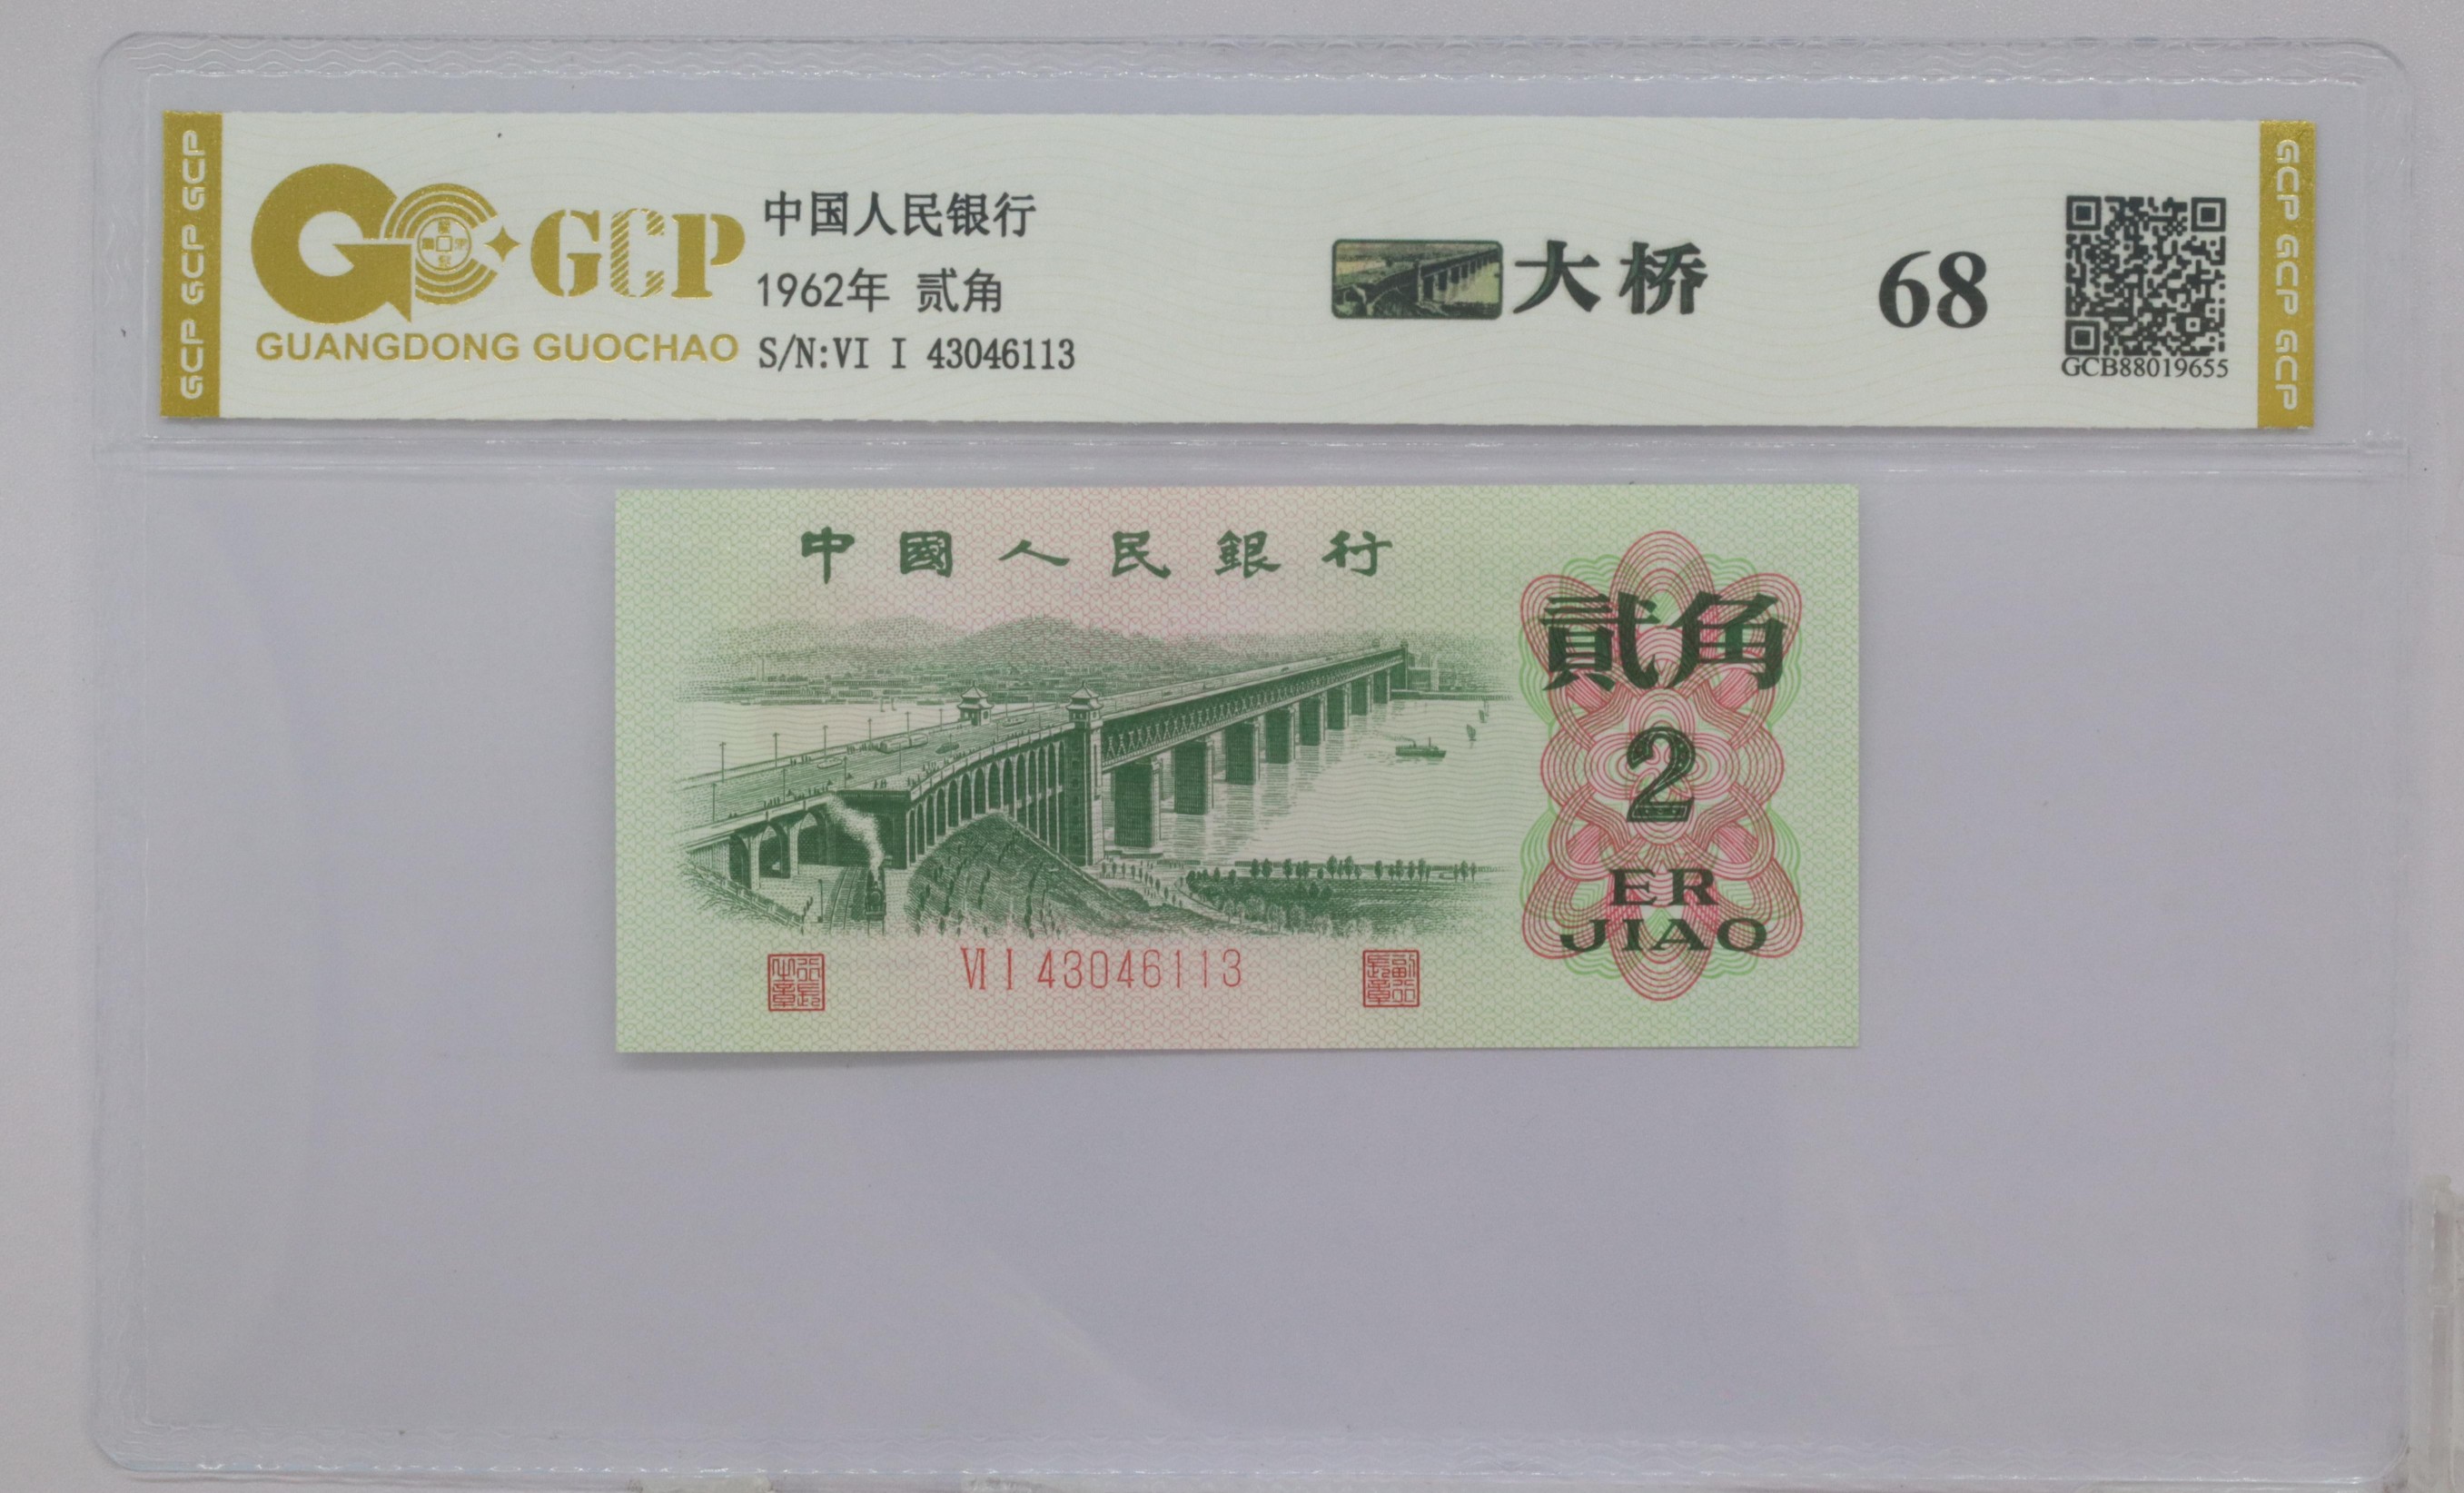 GCP GCP GCP
GCP
GUANGDONG GUOCHAO
中国人民银行
1962年 贰角
S/N:VI I 43046113
大桥
68
GCB88019655
GCP GCP GCP
中國人民銀行
貳角
2
ER
JIAO
VI I 43046113